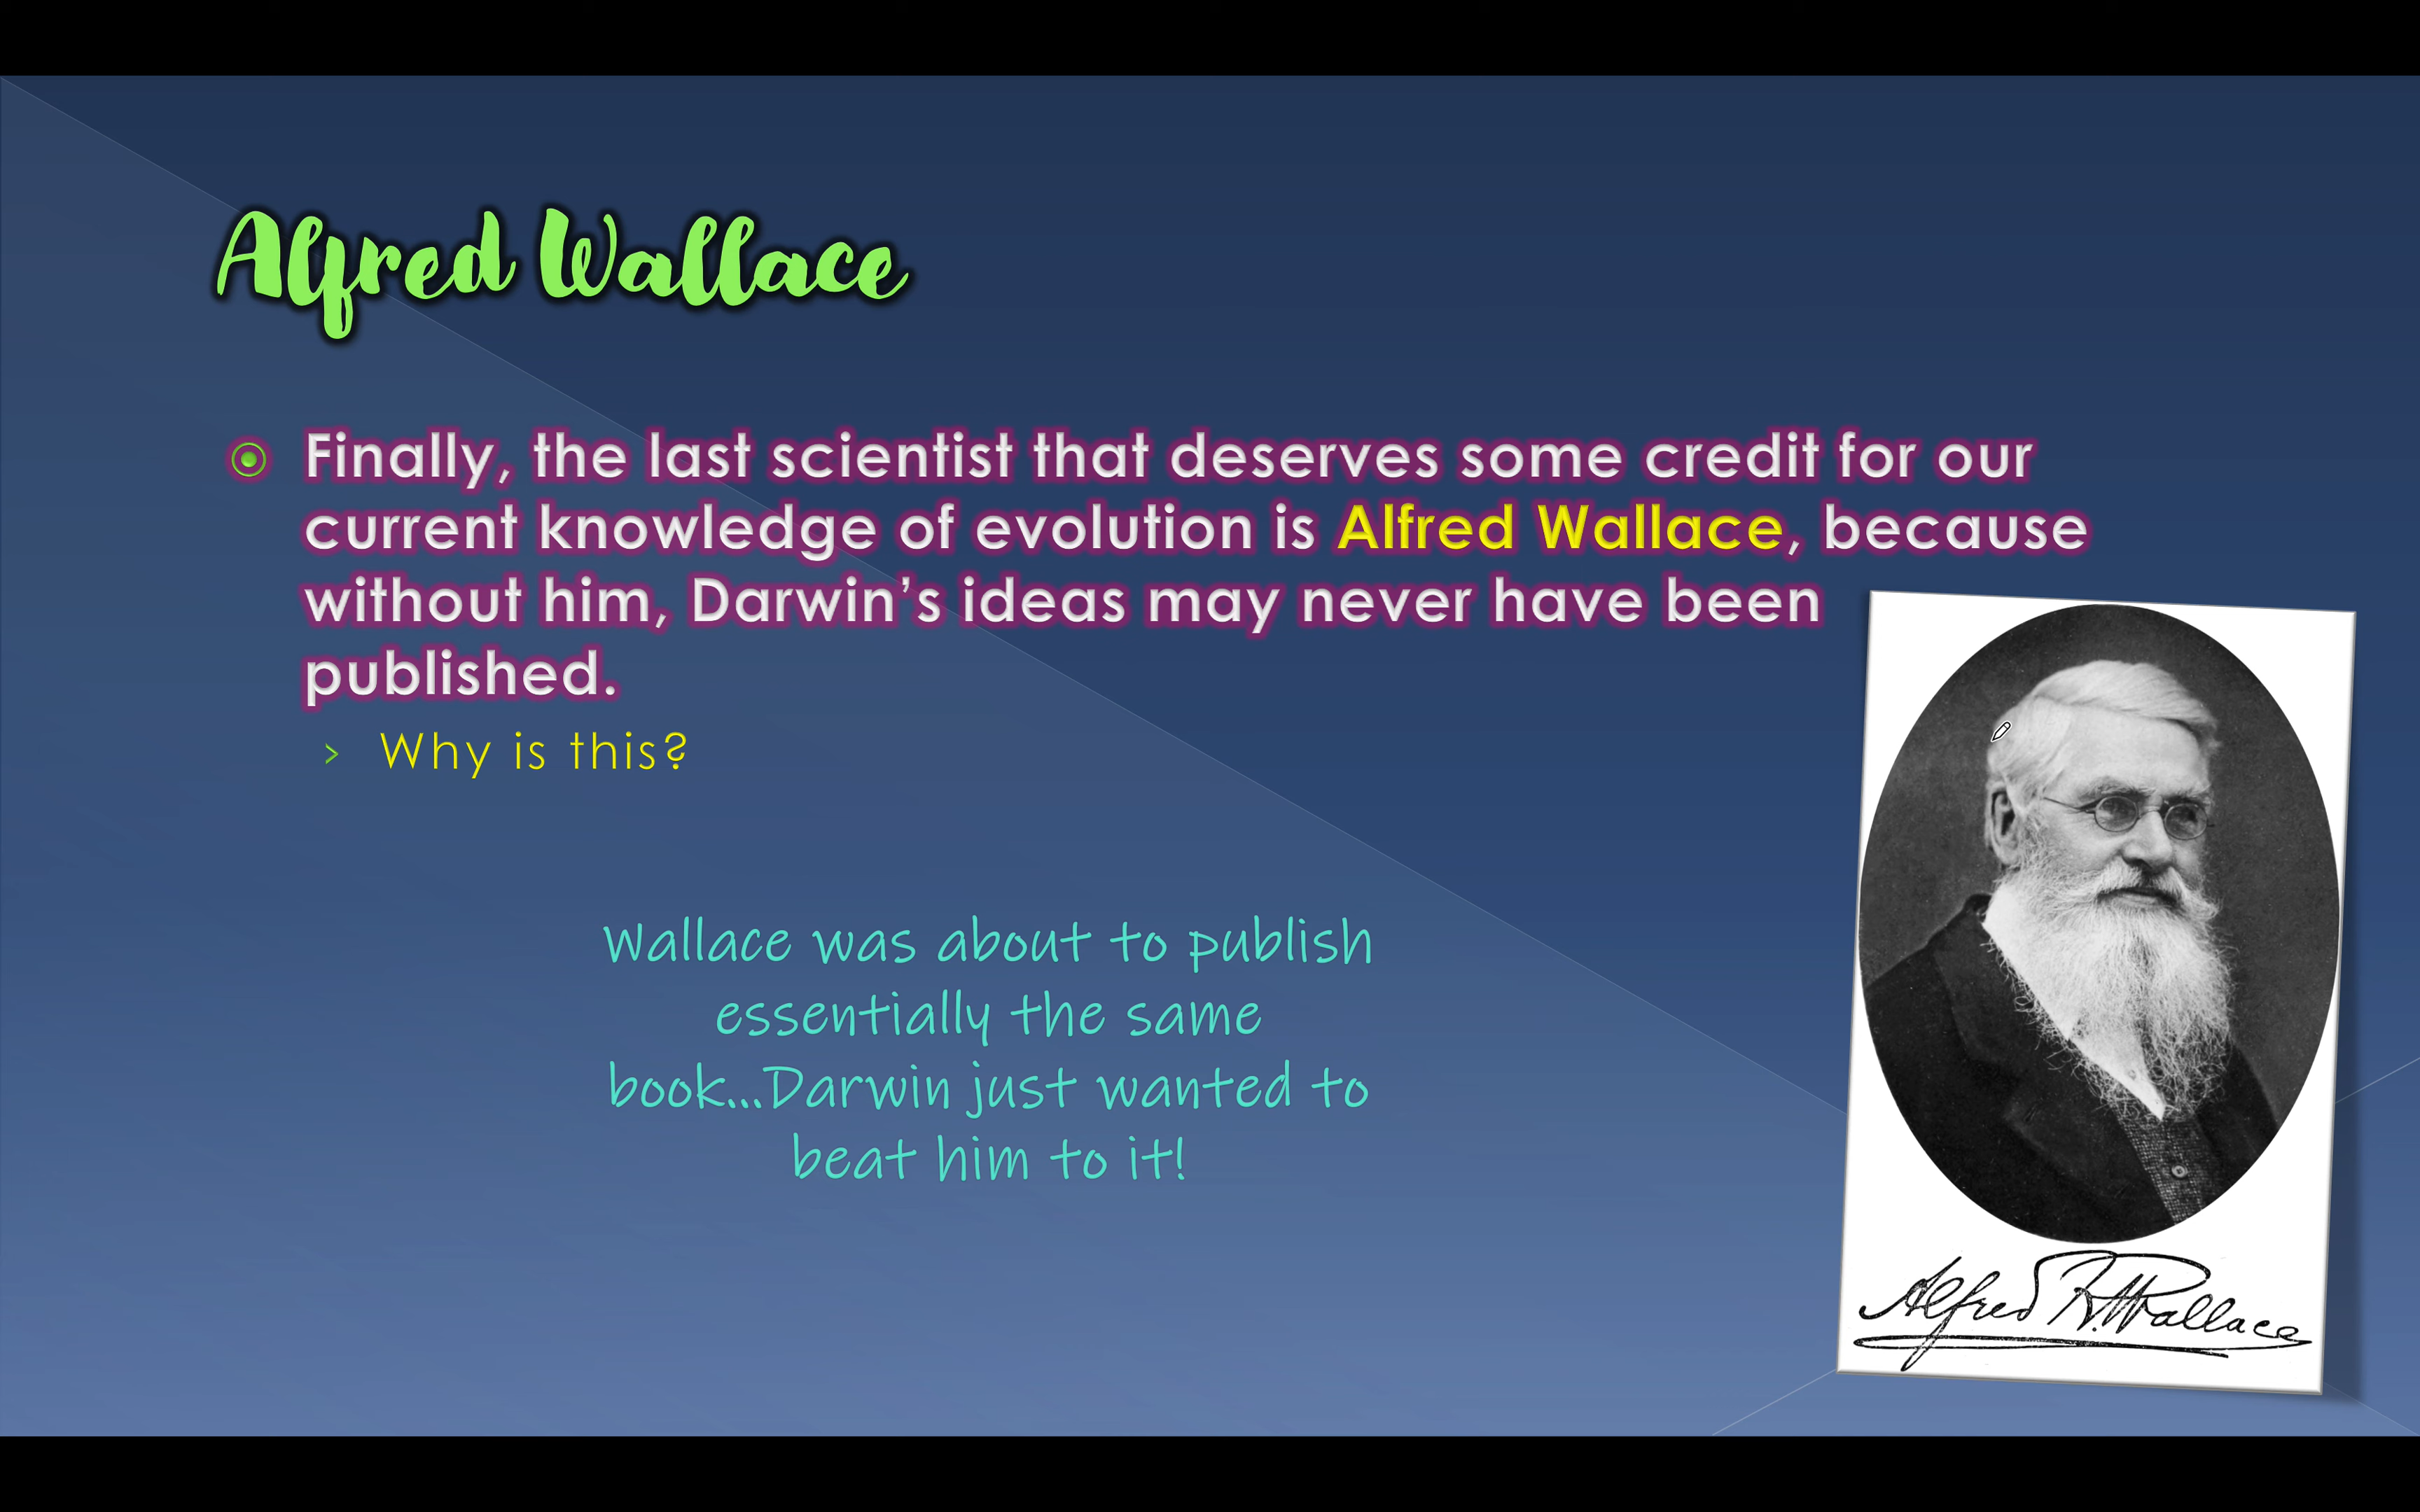 Alfred Wallace
Finally, the last scientist that deserves some credit for our
current knowledge of evolution is Alfred Wallace, because
without him, Darwin’s ideas may never have been
published.
Why is this?
Wallace was about to publish
essentially the same
book...Darwin just wanted to
beat him to it!
Alfred R. Wallace